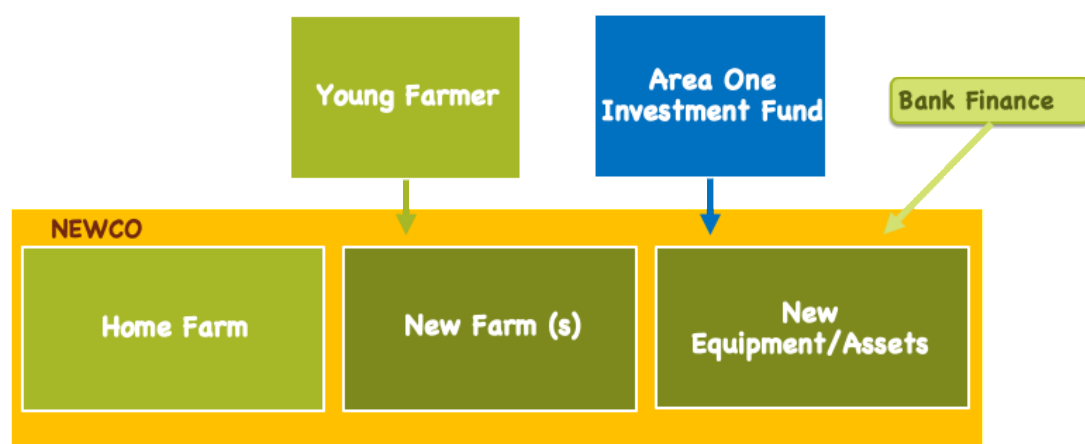 Young Farmer
Area One
Investment Fund
Bank Finance
NEWCO
Home Farm
New Farm (s)
New
Equipment/Assets